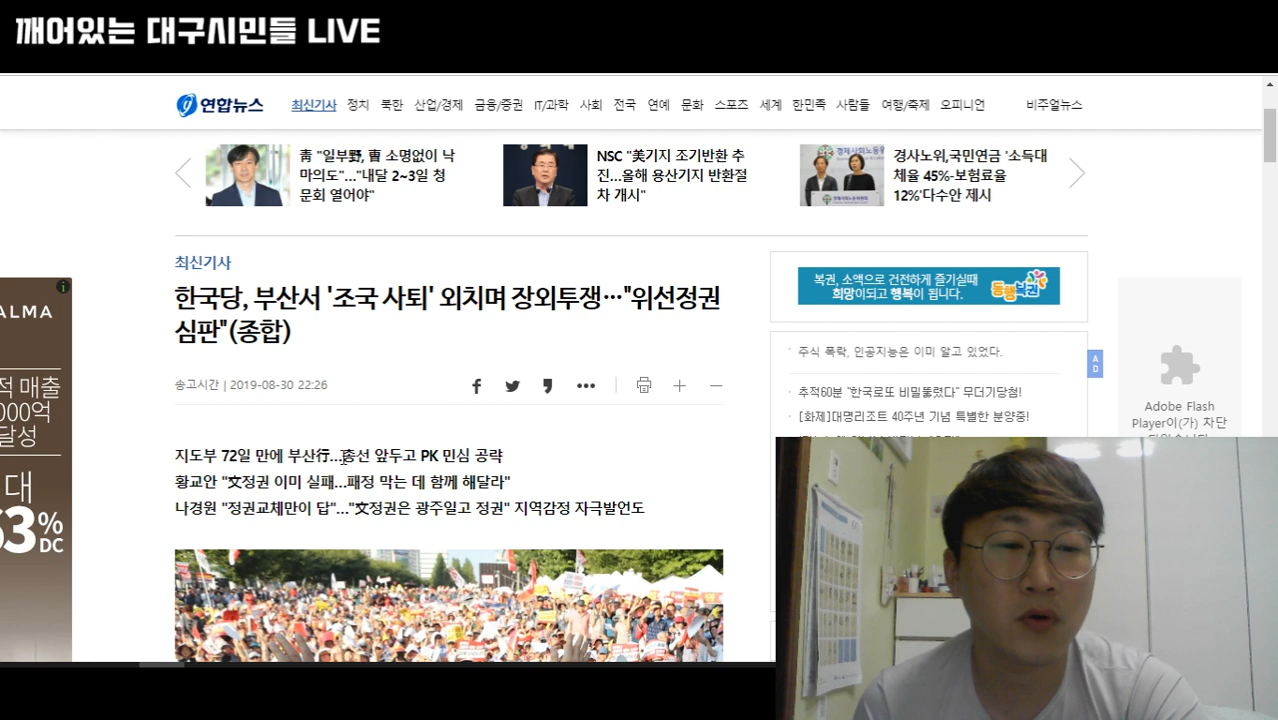 깨어있는 대구시민들 LIVE
연합뉴스 최신기사 정치 북한 산업/경제 금융/증권 IT/과학 사회 전국 연예 문화 스포츠 세계 한민족 사람들 여행/축제 오피니언 비주얼뉴스
靑 "일부野, 曺 소명없이 낙
마의도"..."내달 2~3일 청
문회 열어야"
NSC "美기지 조기반환 추
진...올해 용산기지 반환절
차 개시"
경사노위,국민연금 '소득대
체율 45%-보험료율
12%'다수안 제시
최신기사
한국당, 부산서 '조국 사퇴' 외치며 장외투쟁…"위선정권
심판"(종합)
송고시간 | 2019-08-30 22:26
지도부 72일 만에 부산行...총선 앞두고 PK 민심 공략
황교안 "文정권 이미 실패...패정 막는 데 함께 해달라"
나경원 "정권교체만이 답"..."文정권은 광주일고 정권" 지역감정 자극발언도
복권, 소액으로 건전하게 즐기실때
희망이되고 행복이 됩니다.
동행복권
주식 폭락, 인공지능은 이미 알고 있었다.
추적60분 "한국로또 비밀뚫렸다" 무더기당첨!
[화제]대명리조트 40주년 기념 특별한 분양중!
AD
Adobe Flash
Player이(가) 차단
ALMA
적 매출
000억
달성
대
63%
DC